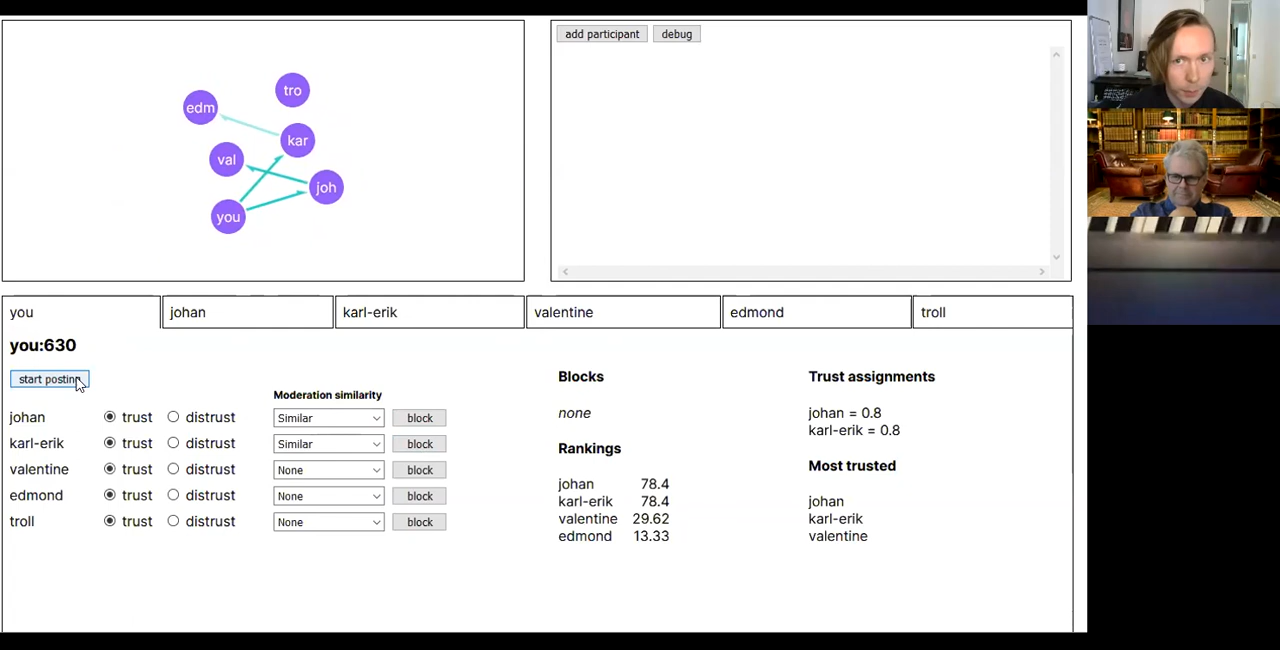 add participant debug
tro
edm
kar
val
joh
you
you johan karl-erik valentine edmond troll
you:630
start posting
Moderation similarity
johan trust distrust Similar block
karl-erik trust distrust Similar block
valentine trust distrust None block
edmond trust distrust None block
troll trust distrust None block
Blocks
none
Rankings
johan 78.4
karl-erik 78.4
valentine 29.62
edmond 13.33
Trust assignments
johan = 0.8
karl-erik = 0.8
Most trusted
johan
karl-erik
valentine